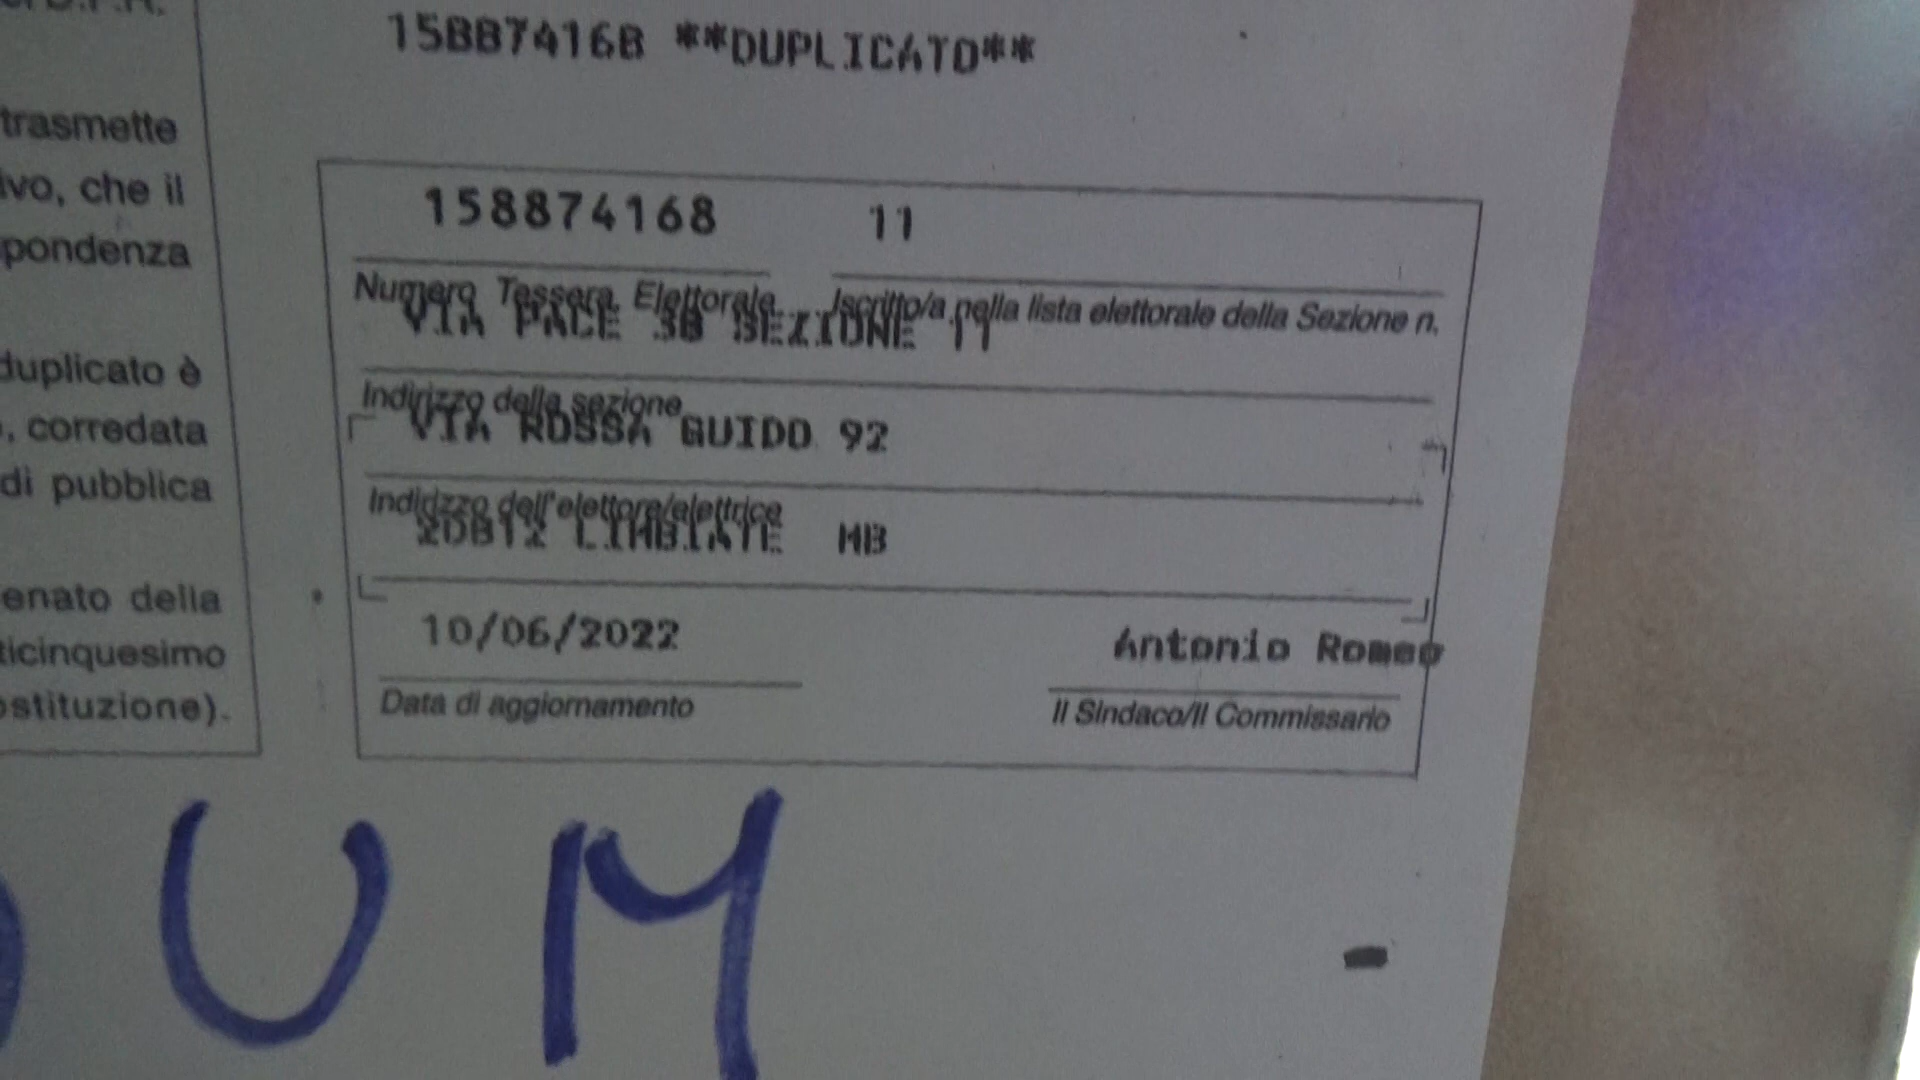 158874168 **DUPLICATO**
trasmette
ivo, che il
pondenza
duplicato è
, corredata
di pubblica
enato della
ticinquesimo
ostituzione).
158874168 11
Numero Tessera Elettorale Iscritto/a nella lista elettorale della Sezione n.
VIA PACE 38 SEZIONE 11
Indirizzo della sezione
VIA ROSSA GUIDO 92
Indirizzo dell'elettore/elettrice
20812 LIMBIATE MB
10/06/2022 Antonio Romeo
Data di aggiornamento Il Sindaco/Il Commissario
UM